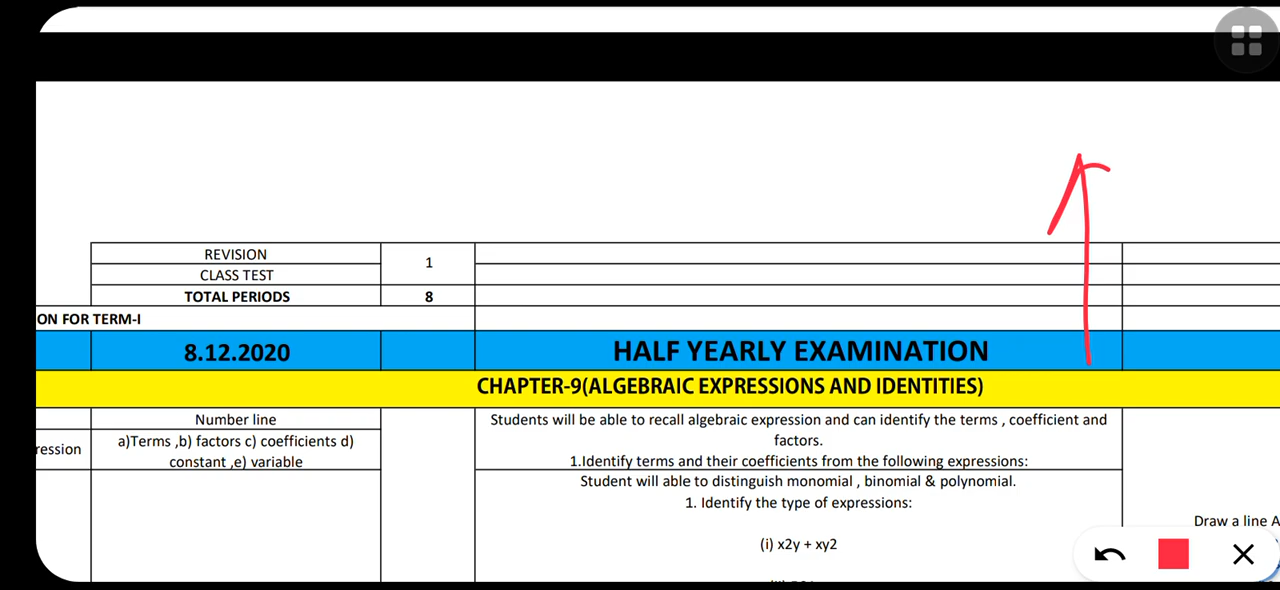 REVISION
1
CLASS TEST
TOTAL PERIODS
8
ON FOR TERM-I
8.12.2020
HALF YEARLY EXAMINATION
CHAPTER-9(ALGEBRAIC EXPRESSIONS AND IDENTITIES)
Number line
ression
a)Terms ,b) factors c) coefficients d)
constant ,e) variable
Students will be able to recall algebraic expression and can identify the terms , coefficient and
factors.
1.Identify terms and their coefficients from the following expressions:
Student will able to distinguish monomial , binomial & polynomial.
1. Identify the type of expressions:
(i) x2y + xy2
Draw a line A